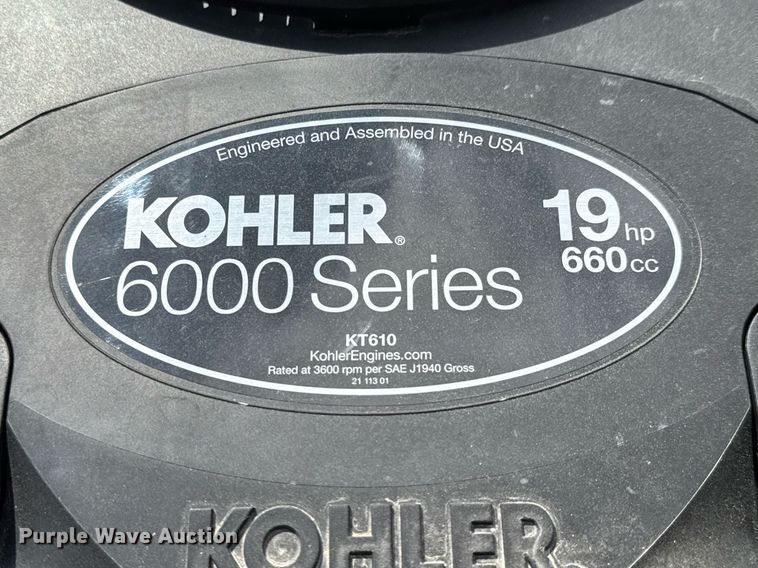 Engineered and Assembled in the USA
KOHLER®
6000 Series
19 hp
660 cc
KT610
KohlerEngines.com
Rated at 3600 rpm per SAE J1940 Gross
21 113 01
KOHLER
Purple Wave Auction